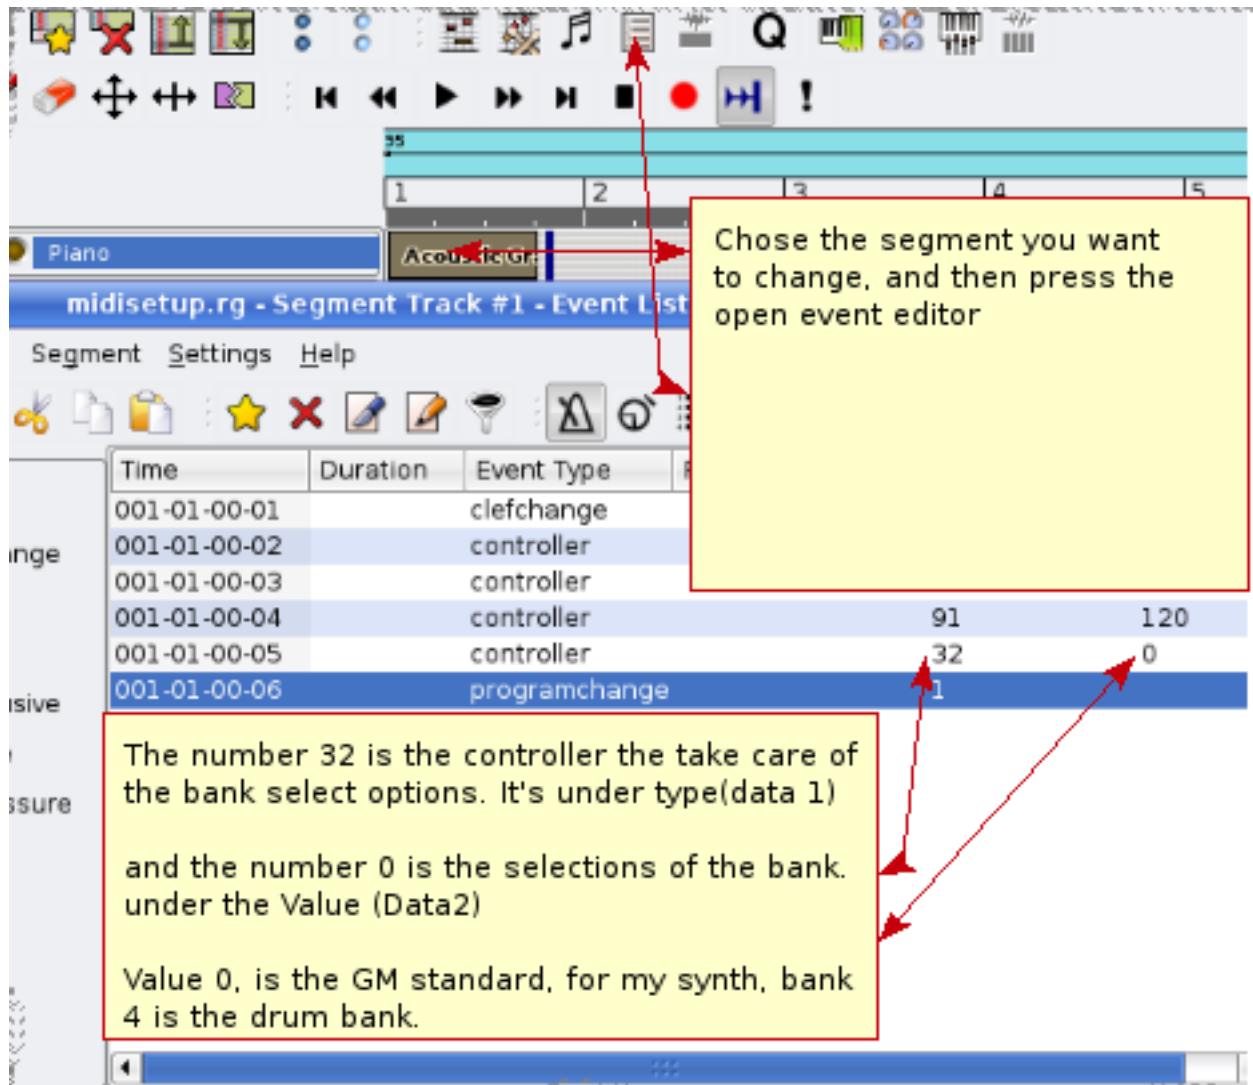 Q
!
35
1 2 3 4 5
Piano
Acoustic Gr
midisetup.rg - Segment Track #1 - Event List
Chose the segment you want
to change, and then press the
open event editor
Segment Settings Help
Time Duration Event Type
001-01-00-01 clefchange
001-01-00-02 controller
ange
001-01-00-03 controller
001-01-00-04 controller 91 120
001-01-00-05 controller 32 0
001-01-00-06 programchange 1
usive
ssure
The number 32 is the controller the take care of
the bank select options. It's under type(data 1)
and the number 0 is the selections of the bank.
under the Value (Data2)
Value 0, is the GM standard, for my synth, bank
4 is the drum bank.